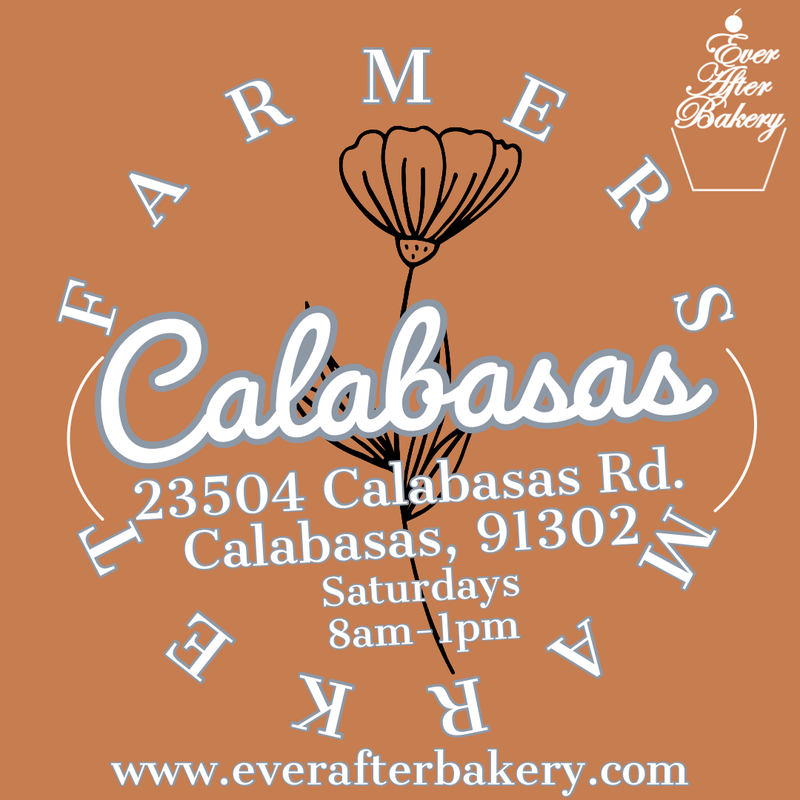 Ever
After
Bakery
FARMERS
Calabasas
23504 Calabasas Rd.
Calabasas, 91302
Saturdays
8am-1pm
MARKET
www.everafterbakery.com